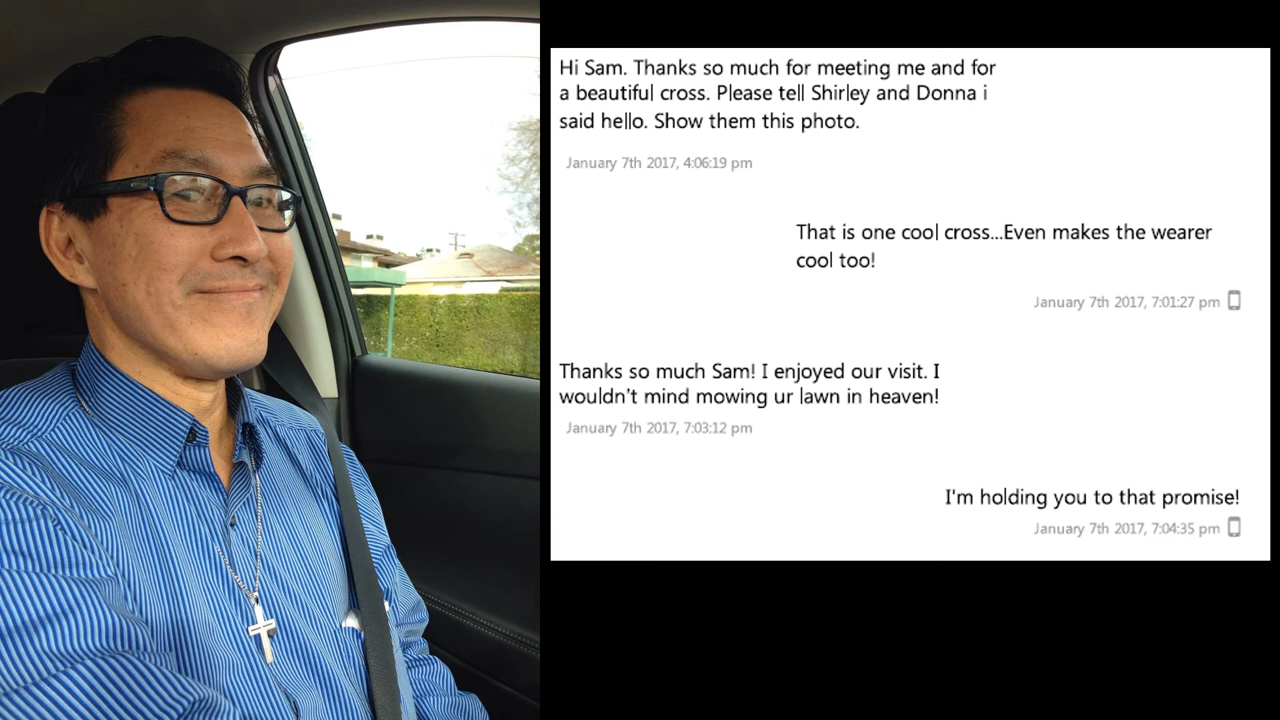 Hi Sam. Thanks so much for meeting me and for
a beautiful cross. Please tell Shirley and Donna i
said hello. Show them this photo.
January 7th 2017, 4:06:19 pm
That is one cool cross...Even makes the wearer
cool too!
January 7th 2017, 7:01:27 pm
Thanks so much Sam! I enjoyed our visit. I
wouldn't mind mowing ur lawn in heaven!
January 7th 2017, 7:03:12 pm
I'm holding you to that promise!
January 7th 2017, 7:04:35 pm